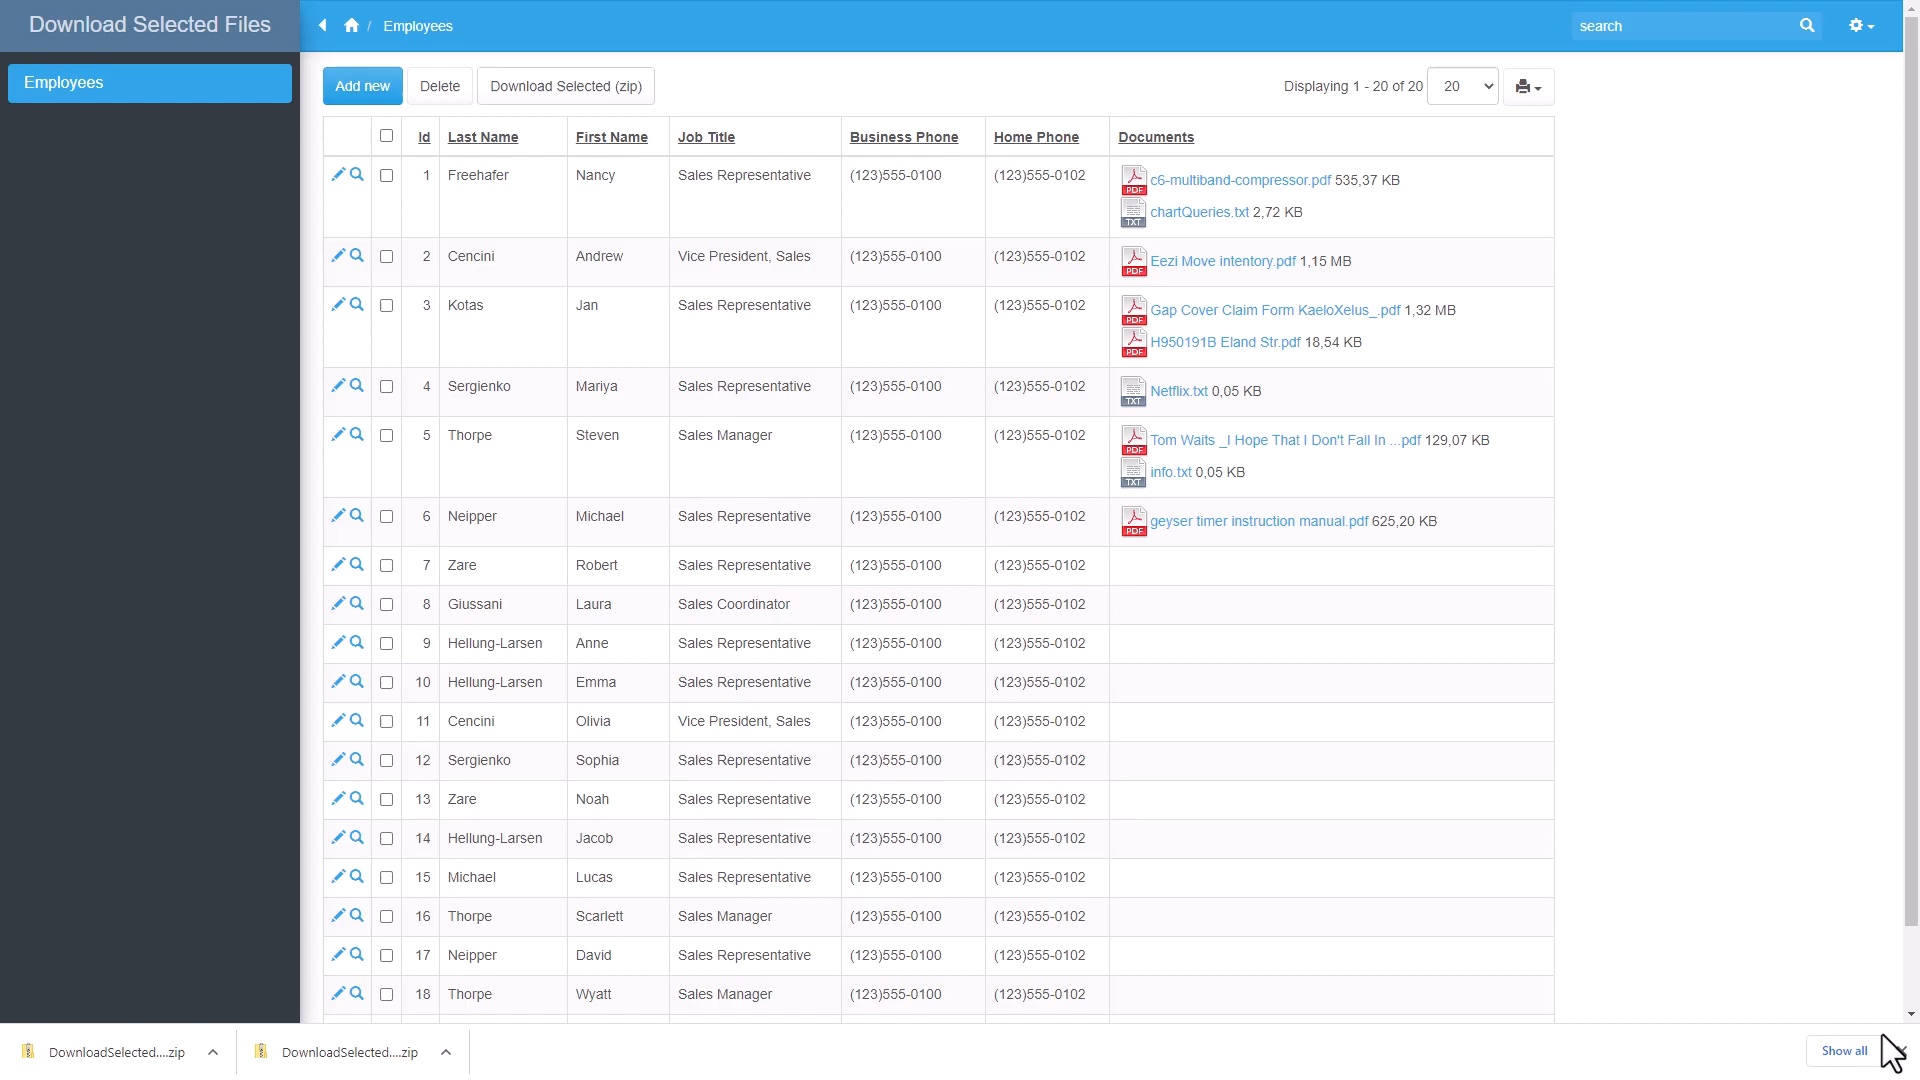 Download Selected Files
/ Employees
search
Employees
Add new Delete Download Selected (zip) Displaying 1 - 20 of 20 20
Id Last Name First Name Job Title Business Phone Home Phone Documents
1 Freehafer Nancy Sales Representative (123)555-0100 (123)555-0102 PDF c6-multiband-compressor.pdf 535,37 KB
TXT chartQueries.txt 2,72 KB
2 Cencini Andrew Vice President, Sales (123)555-0100 (123)555-0102 PDF Eezi Move intentory.pdf 1,15 MB
3 Kotas Jan Sales Representative (123)555-0100 (123)555-0102 PDF Gap Cover Claim Form KaeloXelus_.pdf 1,32 MB
PDF H950191B Eland Str.pdf 18,54 KB
4 Sergienko Mariya Sales Representative (123)555-0100 (123)555-0102 TXT Netflix.txt 0,05 KB
5 Thorpe Steven Sales Manager (123)555-0100 (123)555-0102 PDF Tom Waits _I Hope That I Don't Fall In ...pdf 129,07 KB
TXT info.txt 0,05 KB
6 Neipper Michael Sales Representative (123)555-0100 (123)555-0102 PDF geyser timer instruction manual.pdf 625,20 KB
7 Zare Robert Sales Representative (123)555-0100 (123)555-0102
8 Giussani Laura Sales Coordinator (123)555-0100 (123)555-0102
9 Hellung-Larsen Anne Sales Representative (123)555-0100 (123)555-0102
10 Hellung-Larsen Emma Sales Representative (123)555-0100 (123)555-0102
11 Cencini Olivia Vice President, Sales (123)555-0100 (123)555-0102
12 Sergienko Sophia Sales Representative (123)555-0100 (123)555-0102
13 Zare Noah Sales Representative (123)555-0100 (123)555-0102
14 Hellung-Larsen Jacob Sales Representative (123)555-0100 (123)555-0102
15 Michael Lucas Sales Representative (123)555-0100 (123)555-0102
16 Thorpe Scarlett Sales Manager (123)555-0100 (123)555-0102
17 Neipper David Sales Representative (123)555-0100 (123)555-0102
18 Thorpe Wyatt Sales Manager (123)555-0100 (123)555-0102
DownloadSelected....zip DownloadSelected....zip Show all